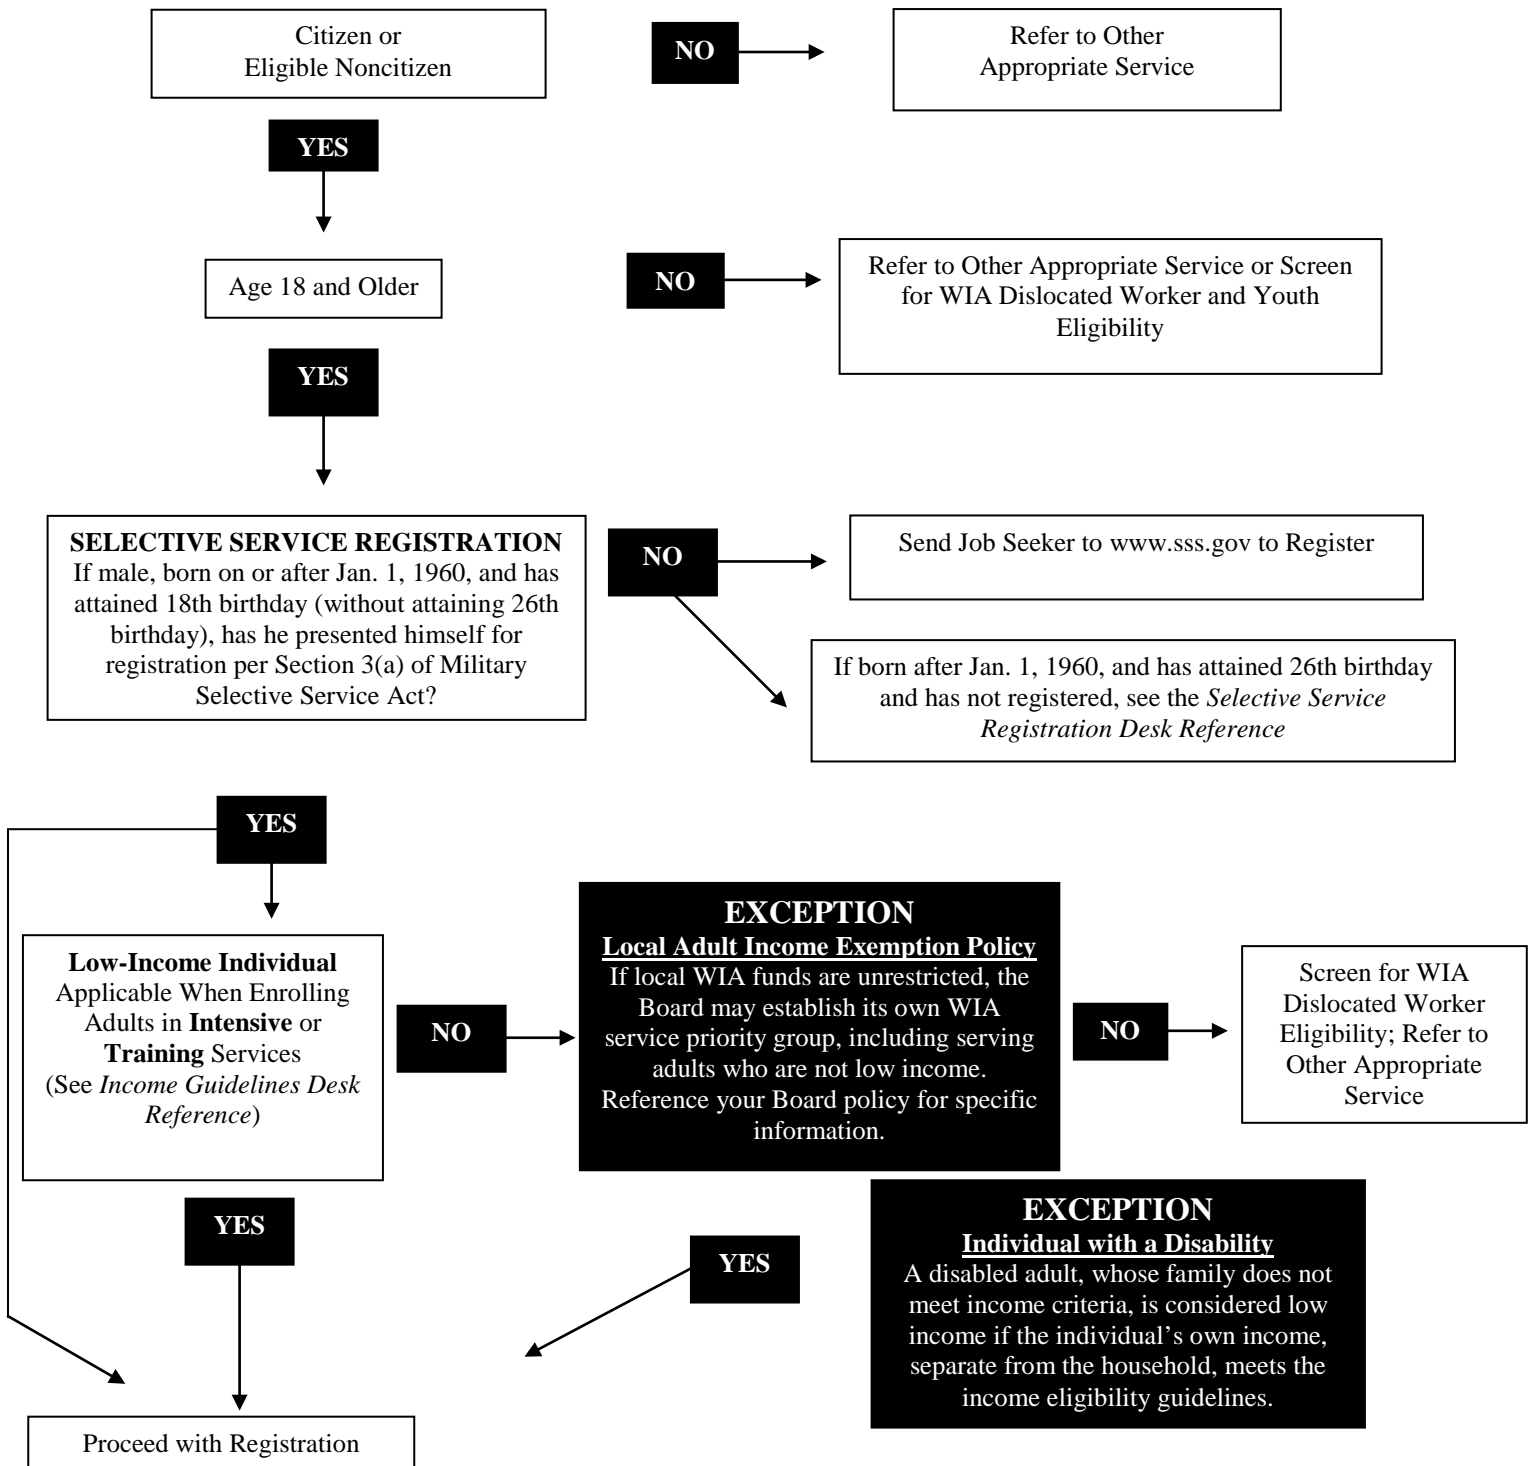 Citizen or
Eligible Noncitizen
NO
Refer to Other
Appropriate Service
YES
Age 18 and Older
NO
Refer to Other Appropriate Service or Screen
for WIA Dislocated Worker and Youth
Eligibility
YES
SELECTIVE SERVICE REGISTRATION
If male, born on or after Jan. 1, 1960, and has
attained 18th birthday (without attaining 26th
birthday), has he presented himself for
registration per Section 3(a) of Military
Selective Service Act?
NO
Send Job Seeker to www.sss.gov to Register
If born after Jan. 1, 1960, and has attained 26th birthday
and has not registered, see the Selective Service
Registration Desk Reference
YES
Low-Income Individual
Applicable When Enrolling
Adults in Intensive or
Training Services
(See Income Guidelines Desk
Reference)
NO
EXCEPTION
Local Adult Income Exemption Policy
If local WIA funds are unrestricted, the
Board may establish its own WIA
service priority group, including serving
adults who are not low income.
Reference your Board policy for specific
information.
NO
Screen for WIA
Dislocated Worker
Eligibility; Refer to
Other Appropriate
Service
YES
YES
EXCEPTION
Individual with a Disability
A disabled adult, whose family does not
meet income criteria, is considered low
income if the individual's own income,
separate from the household, meets the
income eligibility guidelines.
Proceed with Registration